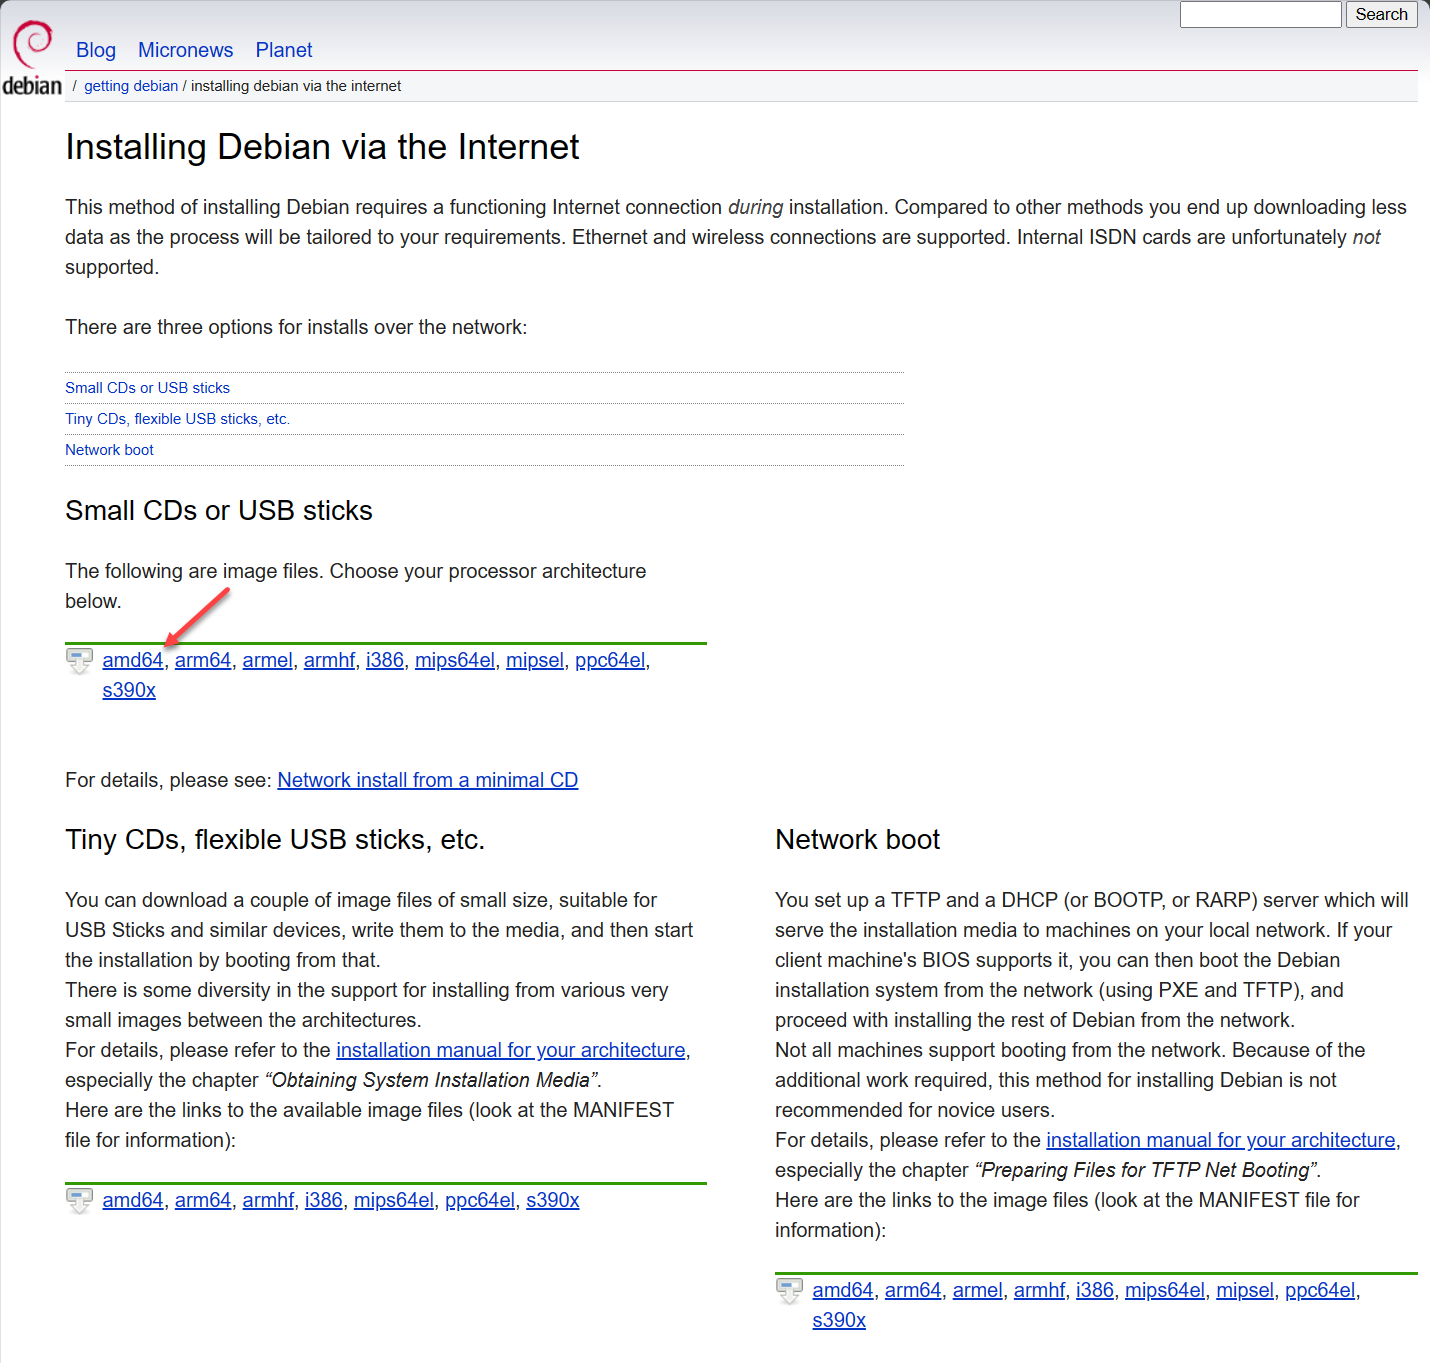 Search
debian
Blog Micronews Planet
/ getting debian / installing debian via the internet
Installing Debian via the Internet
This method of installing Debian requires a functioning Internet connection during installation. Compared to other methods you end up downloading less
data as the process will be tailored to your requirements. Ethernet and wireless connections are supported. Internal ISDN cards are unfortunately not
supported.
There are three options for installs over the network:
Small CDs or USB sticks
Tiny CDs, flexible USB sticks, etc.
Network boot
Small CDs or USB sticks
The following are image files. Choose your processor architecture
below.
amd64, arm64, armel, armhf, i386, mips64el, mipsel, ppc64el,
s390x
For details, please see: Network install from a minimal CD
Tiny CDs, flexible USB sticks, etc.
You can download a couple of image files of small size, suitable for
USB Sticks and similar devices, write them to the media, and then start
the installation by booting from that.
There is some diversity in the support for installing from various very
small images between the architectures.
For details, please refer to the installation manual for your architecture,
especially the chapter “Obtaining System Installation Media”.
Here are the links to the available image files (look at the MANIFEST
file for information):
amd64, arm64, armhf, i386, mips64el, ppc64el, s390x
Network boot
You set up a TFTP and a DHCP (or BOOTP, or RARP) server which will
serve the installation media to machines on your local network. If your
client machine's BIOS supports it, you can then boot the Debian
installation system from the network (using PXE and TFTP), and
proceed with installing the rest of Debian from the network.
Not all machines support booting from the network. Because of the
additional work required, this method for installing Debian is not
recommended for novice users.
For details, please refer to the installation manual for your architecture,
especially the chapter “Preparing Files for TFTP Net Booting”.
Here are the links to the image files (look at the MANIFEST file for
information):
amd64, arm64, armel, armhf, i386, mips64el, mipsel, ppc64el,
s390x